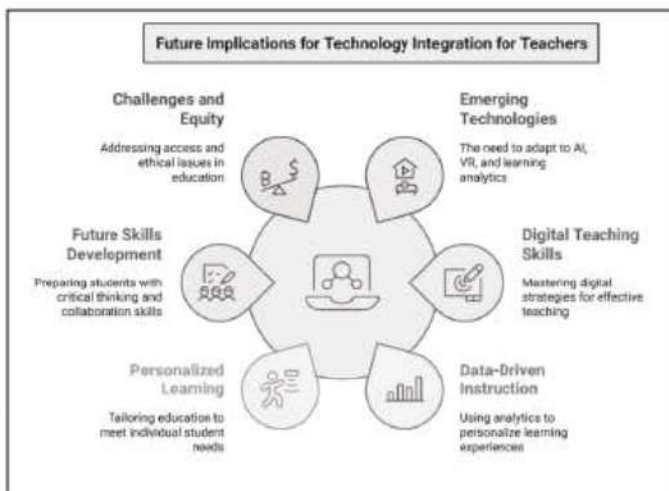 Future Implications for Technology Integration for Teachers
Challenges and
Equity
Addressing access and
ethical issues in
education
Emerging
Technologies
The need to adapt to AI,
VR, and learning
analytics
B $
Future Skills
Development
Preparing students with
critical thinking and
collaboration skills
Digital Teaching
Skills
Mastering digital
strategies for effective
teaching
Personalized
Learning
Tailoring education to
meet individual student
needs
Data-Driven
Instruction
Using analytics to
personalize learning
experiences